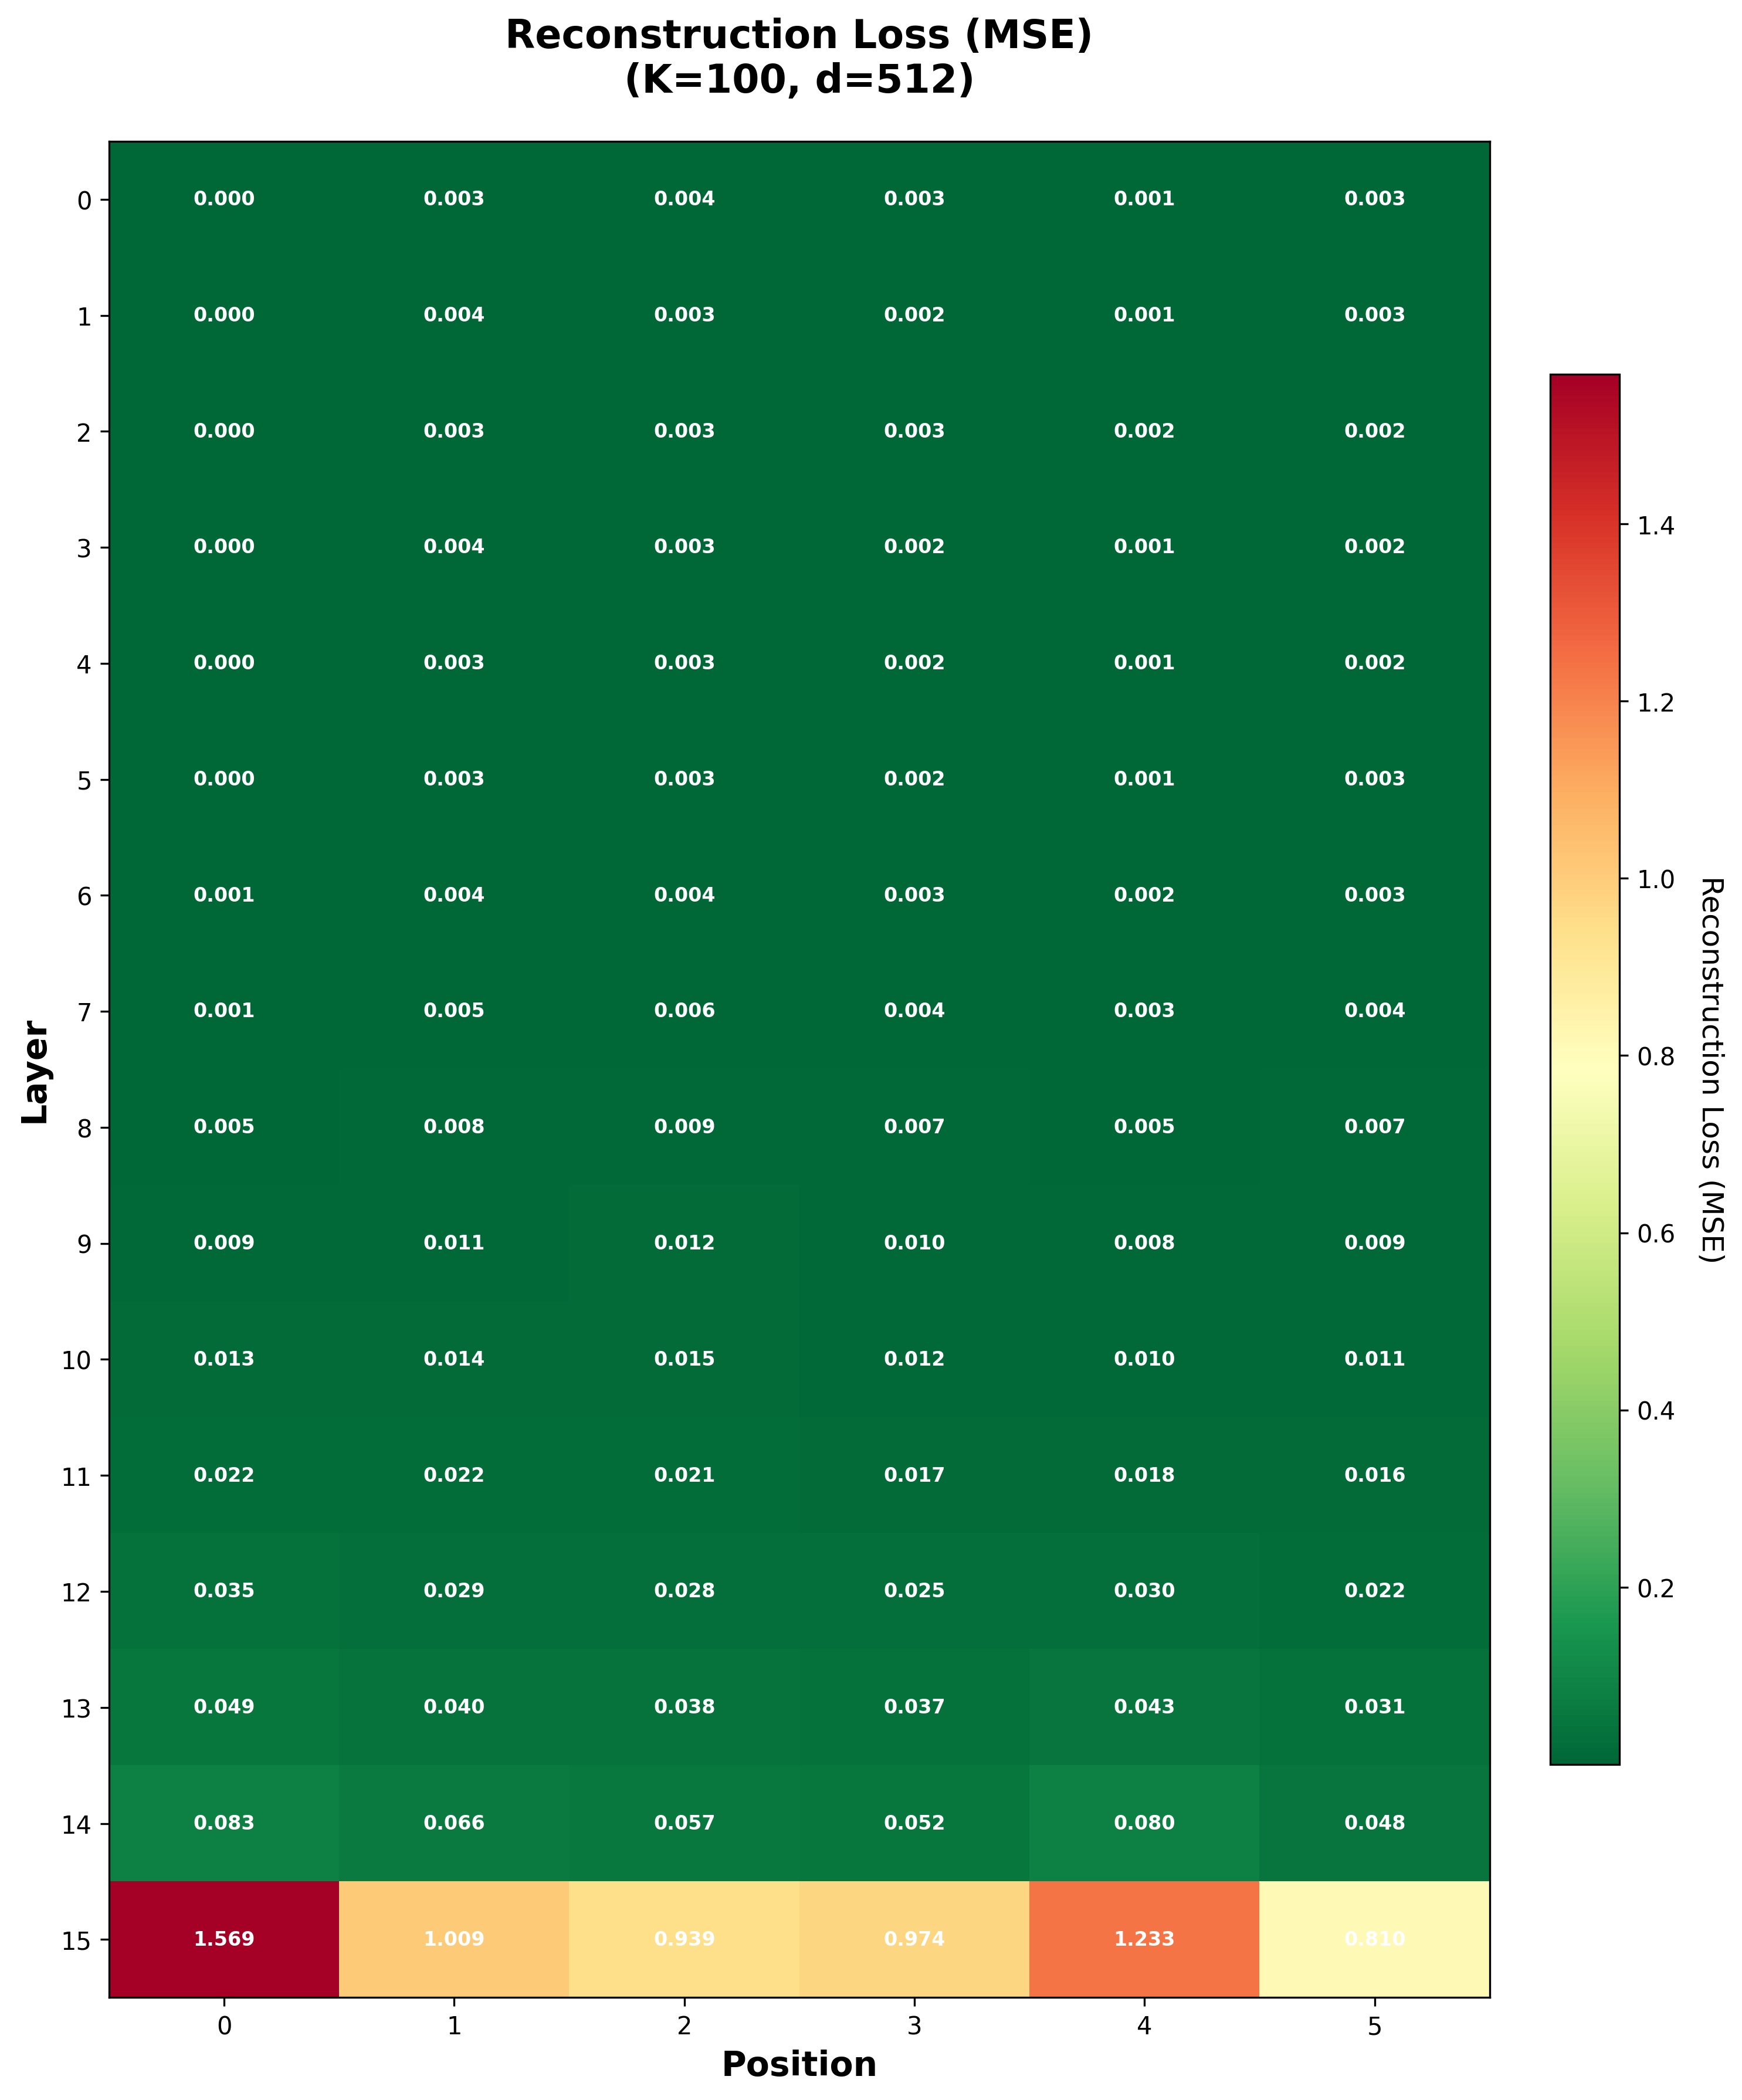 Reconstruction Loss (MSE)
(K=100, d=512)
0 0.000 0.003 0.004 0.003 0.001 0.003
1 0.000 0.004 0.003 0.002 0.001 0.003
2 0.000 0.003 0.003 0.003 0.002 0.002
3 0.000 0.004 0.003 0.002 0.001 0.002
4 0.000 0.003 0.003 0.002 0.001 0.002
5 0.000 0.003 0.003 0.002 0.001 0.003
6 0.001 0.004 0.004 0.003 0.002 0.003
7 0.001 0.005 0.006 0.004 0.003 0.004
8 0.005 0.008 0.009 0.007 0.005 0.007
9 0.009 0.011 0.012 0.010 0.008 0.009
10 0.013 0.014 0.015 0.012 0.010 0.011
11 0.022 0.022 0.021 0.017 0.018 0.016
12 0.035 0.029 0.028 0.025 0.030 0.022
13 0.049 0.040 0.038 0.037 0.043 0.031
14 0.083 0.066 0.057 0.052 0.080 0.048
15 1.569 1.009 0.939 0.974 1.233 0.810
0 1 2 3 4 5
Position
Layer
1.4
1.2
1.0
0.8
0.6
0.4
0.2
Reconstruction Loss (MSE)